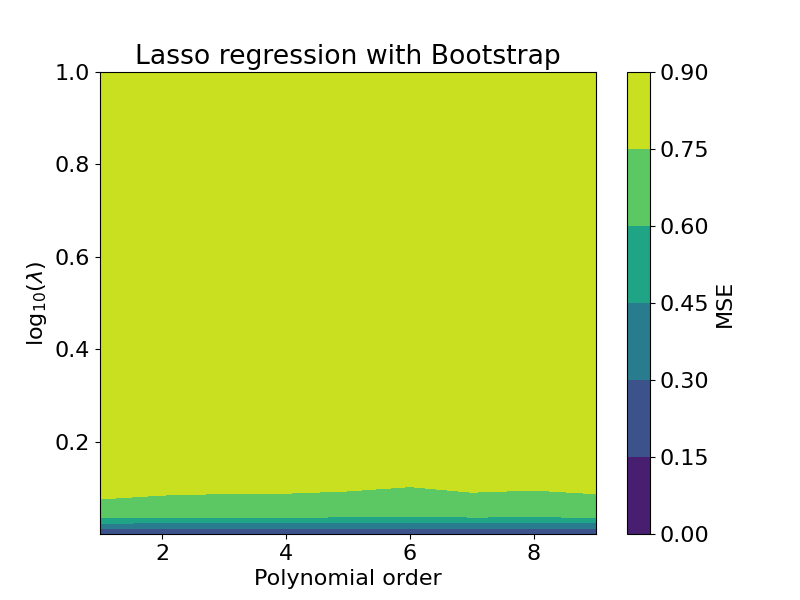 Lasso regression with Bootstrap
1.0
0.8
0.6
0.4
0.2
log₁₀(λ)
2 4 6 8
Polynomial order
0.90
0.75
0.60
0.45
0.30
0.15
0.00
MSE